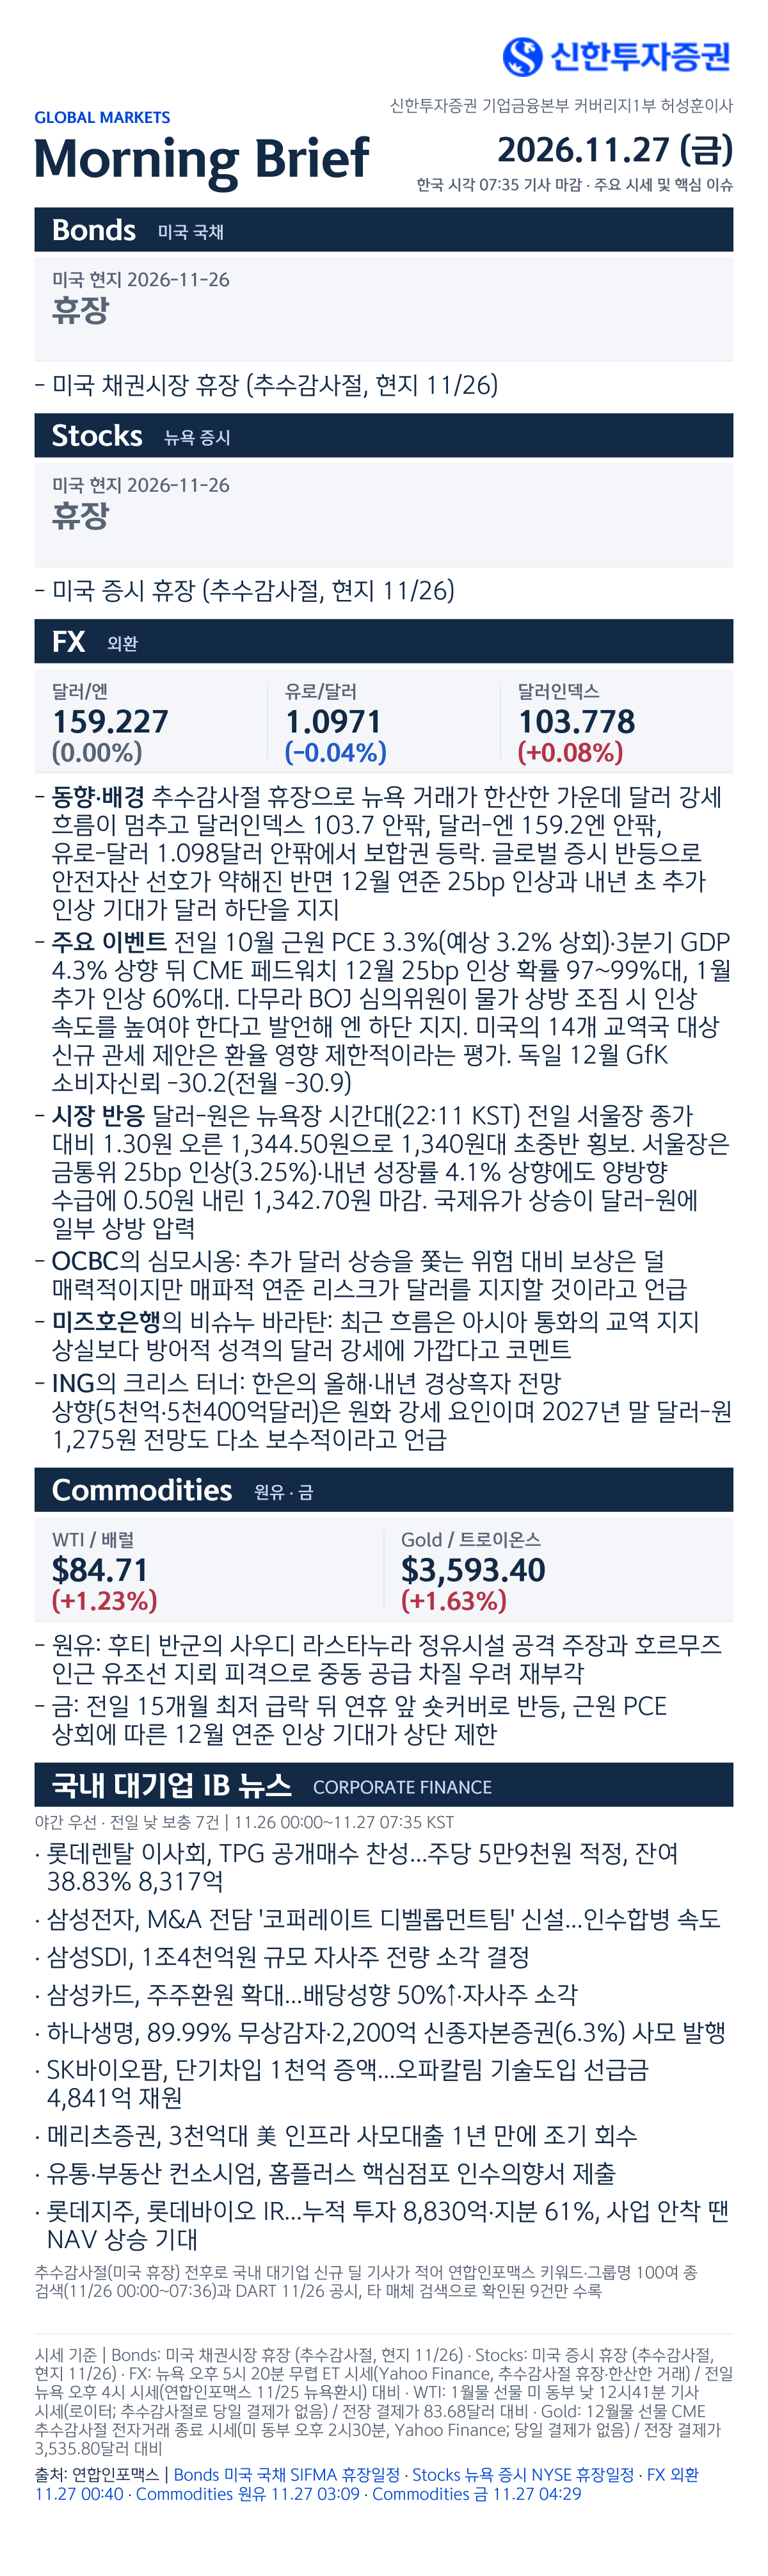 신한투자증권
신한투자증권 기업금융본부 커버리지1부 허성훈이사
GLOBAL MARKETS
Morning Brief
2026.11.27 (금)
한국 시각 07:35 기사 마감 · 주요 시세 및 핵심 이슈
Bonds 미국 국채
미국 현지 2026-11-26
휴장
- 미국 채권시장 휴장 (추수감사절, 현지 11/26)
Stocks 뉴욕 증시
미국 현지 2026-11-26
휴장
- 미국 증시 휴장 (추수감사절, 현지 11/26)
FX 외환
달러/엔 유로/달러 달러인덱스
159.227 1.0971 103.778
(0.00%) (-0.04%) (+0.08%)
- 동향·배경 추수감사절 휴장으로 뉴욕 거래가 한산한 가운데 달러 강세
흐름이 멈추고 달러인덱스 103.7 안팎, 달러-엔 159.2엔 안팎,
유로-달러 1.098달러 안팎에서 보합권 등락. 글로벌 증시 반등으로
안전자산 선호가 약해진 반면 12월 연준 25bp 인상과 내년 초 추가
인상 기대가 달러 하단을 지지
- 주요 이벤트 전일 10월 근원 PCE 3.3%(예상 3.2% 상회)·3분기 GDP
4.3% 상향 뒤 CME 페드워치 12월 25bp 인상 확률 97~99%대, 1월
추가 인상 60%대. 다무라 BOJ 심의위원이 물가 상방 조짐 시 인상
속도를 높여야 한다고 발언해 엔 하단 지지. 미국의 14개 교역국 대상
신규 관세 제안은 환율 영향 제한적이라는 평가. 독일 12월 GfK
소비자신뢰 -30.2(전월 -30.9)
- 시장 반응 달러-원은 뉴욕장 시간대(22:11 KST) 전일 서울장 종가
대비 1.30원 오른 1,344.50원으로 1,340원대 초중반 횡보. 서울장은
금통위 25bp 인상(3.25%)·내년 성장률 4.1% 상향에도 양방향
수급에 0.50원 내린 1,342.70원 마감. 국제유가 상승이 달러-원에
일부 상방 압력
- OCBC의 심모시옹: 추가 달러 상승을 쫓는 위험 대비 보상은 덜
매력적이지만 매파적 연준 리스크가 달러를 지지할 것이라고 언급
- 미즈호은행의 비슈누 바라탄: 최근 흐름은 아시아 통화의 교역 지지
상실보다 방어적 성격의 달러 강세에 가깝다고 코멘트
- ING의 크리스 터너: 한은의 올해·내년 경상흑자 전망
상향(5천억·5천400억달러)은 원화 강세 요인이며 2027년 말 달러-원
1,275원 전망도 다소 보수적이라고 언급
Commodities 원유 · 금
WTI / 배럴 Gold / 트로이온스
$84.71 $3,593.40
(+1.23%) (+1.63%)
- 원유: 후티 반군의 사우디 라스타누라 정유시설 공격 주장과 호르무즈
인근 유조선 지뢰 피격으로 중동 공급 차질 우려 재부각
- 금: 전일 15개월 최저 급락 뒤 연휴 앞 숏커버로 반등, 근원 PCE
상회에 따른 12월 연준 인상 기대가 상단 제한
국내 대기업 IB 뉴스 CORPORATE FINANCE
야간 우선 · 전일 낮 보충 7건 | 11.26 00:00~11.27 07:35 KST
· 롯데렌탈 이사회, TPG 공개매수 찬성…주당 5만9천원 적정, 잔여
38.83% 8,317억
· 삼성전자, M&A 전담 '코퍼레이트 디벨롭먼트팀' 신설…인수합병 속도
· 삼성SDI, 1조4천억원 규모 자사주 전량 소각 결정
· 삼성카드, 주주환원 확대…배당성향 50%↑·자사주 소각
· 하나생명, 89.99% 무상감자·2,200억 신종자본증권(6.3%) 사모 발행
· SK바이오팜, 단기차입 1천억 증액…오파칼림 기술도입 선급금
4,841억 재원
· 메리츠증권, 3천억대 美 인프라 사모대출 1년 만에 조기 회수
· 유통·부동산 컨소시엄, 홈플러스 핵심점포 인수의향서 제출
· 롯데지주, 롯데바이오 IR…누적 투자 8,830억·지분 61%, 사업 안착 땐
NAV 상승 기대
추수감사절(미국 휴장) 전후로 국내 대기업 신규 딜 기사가 적어 연합인포맥스 키워드·그룹명 100여 종
검색(11/26 00:00~07:36)과 DART 11/26 공시, 타 매체 검색으로 확인된 9건만 수록
시세 기준 | Bonds: 미국 채권시장 휴장 (추수감사절, 현지 11/26) · Stocks: 미국 증시 휴장 (추수감사절,
현지 11/26) · FX: 뉴욕 오후 5시 20분 무렵 ET 시세(Yahoo Finance, 추수감사절 휴장·한산한 거래) / 전일
뉴욕 오후 4시 시세(연합인포맥스 11/25 뉴욕환시) 대비 · WTI: 1월물 선물 미 동부 낮 12시41분 기사
시세(로이터; 추수감사절로 당일 결제가 없음) / 전장 결제가 83.68달러 대비 · Gold: 12월물 선물 CME
추수감사절 전자거래 종료 시세(미 동부 오후 2시30분, Yahoo Finance; 당일 결제가 없음) / 전장 결제가
3,535.80달러 대비
출처: 연합인포맥스 | Bonds 미국 국채 SIFMA 휴장일정 · Stocks 뉴욕 증시 NYSE 휴장일정 · FX 외환
11.27 00:40 · Commodities 원유 11.27 03:09 · Commodities 금 11.27 04:29